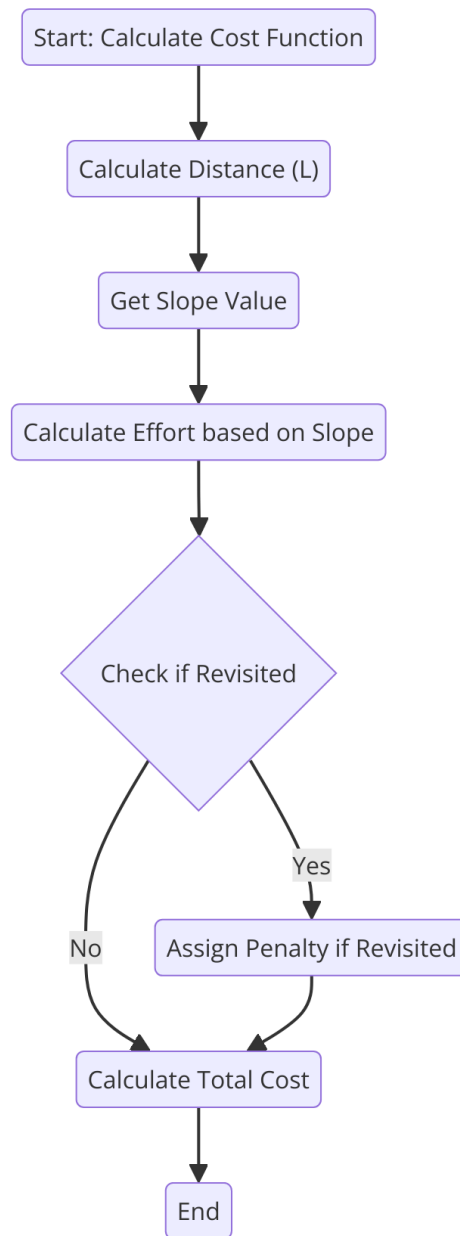 Start: Calculate Cost Function
Calculate Distance (L)
Get Slope Value
Calculate Effort based on Slope
Check if Revisited
Yes
No
Assign Penalty if Revisited
Calculate Total Cost
End